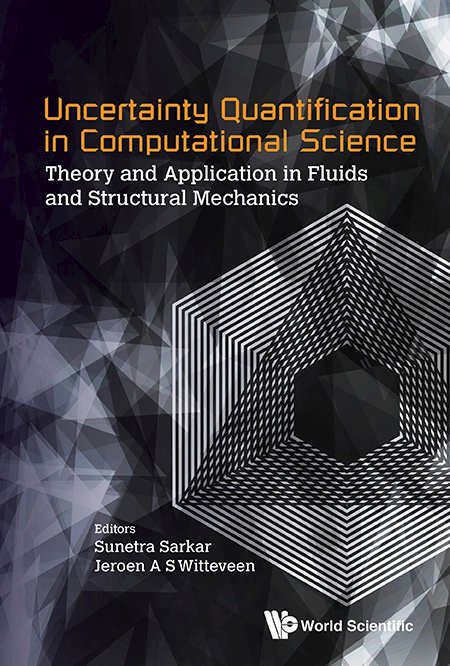 Uncertainty Quantification
in Computational Science
Theory and Application in Fluids
and Structural Mechanics
Editors
Sunetra Sarkar
Jeroen A S Witteveen
World Scientific